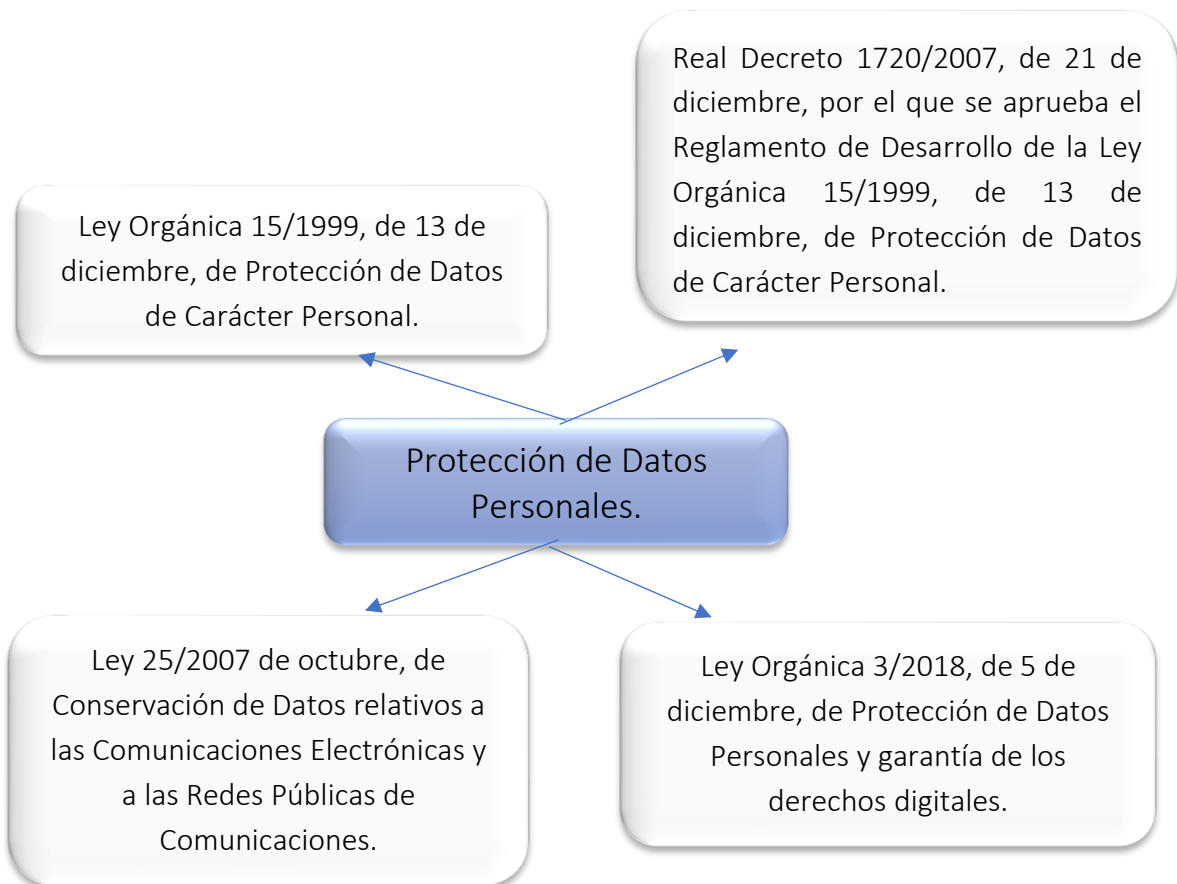 Real Decreto 1720/2007, de 21 de
diciembre, por el que se aprueba el
Reglamento de Desarrollo de la Ley
Orgánica 15/1999, de 13 de
diciembre, de Protección de Datos
de Carácter Personal.
Ley Orgánica 15/1999, de 13 de
diciembre, de Protección de Datos
de Carácter Personal.
Protección de Datos
Personales.
Ley 25/2007 de octubre, de
Conservación de Datos relativos a
las Comunicaciones Electrónicas y
a las Redes Públicas de
Comunicaciones.
Ley Orgánica 3/2018, de 5 de
diciembre, de Protección de Datos
Personales y garantía de los
derechos digitales.